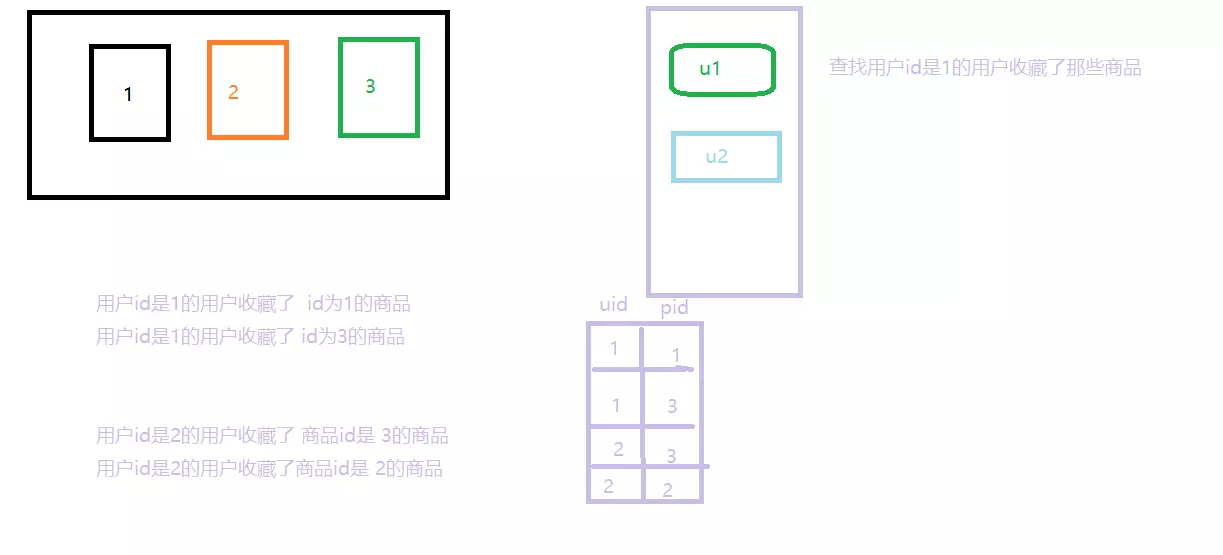 1
2
3
u1
u2
查找用户id是1的用户收藏了那些商品
用户id是1的用户收藏了 id为1的商品
用户id是1的用户收藏了 id为3的商品
用户id是2的用户收藏了 商品id是 3的商品
用户id是2的用户收藏了商品id是 2的商品
uid pid
1 1
1 3
2 3
2 2